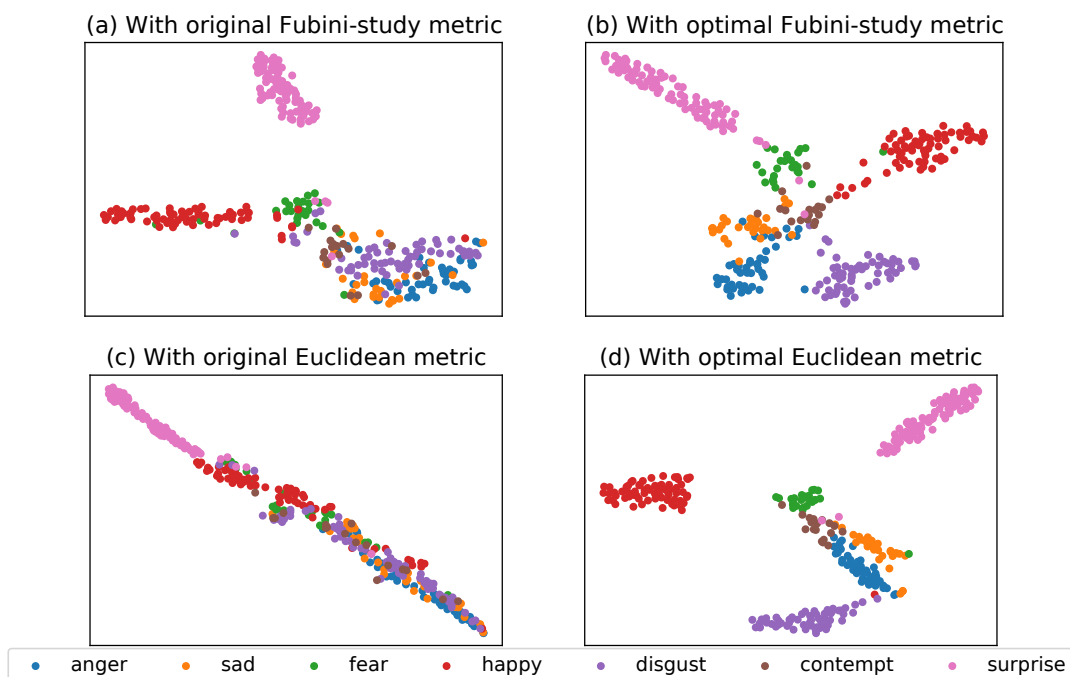 (a) With original Fubini-study metric
(b) With optimal Fubini-study metric
(c) With original Euclidean metric
(d) With optimal Euclidean metric
anger sad fear happy disgust contempt surprise